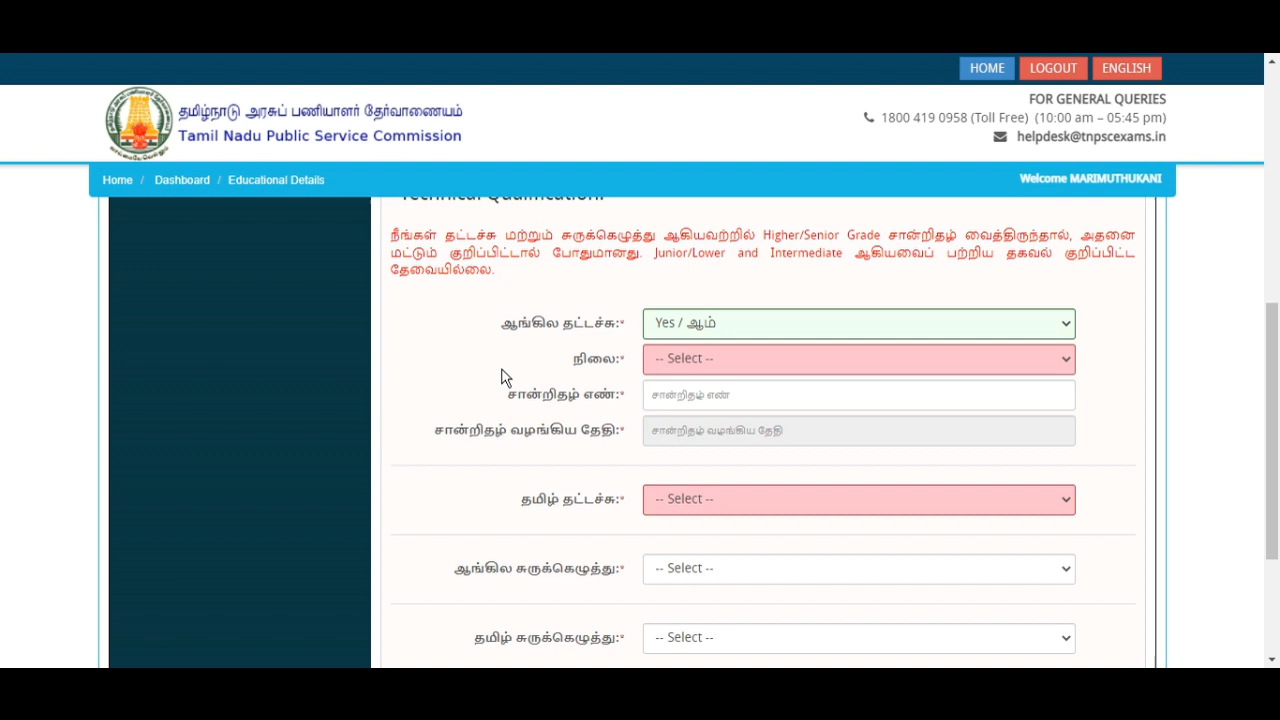 HOME LOGOUT ENGLISH
தமிழ்நாடு அரசுப் பணியாளர் தேர்வாணையம்
Tamil Nadu Public Service Commission
FOR GENERAL QUERIES
1800 419 0958 (Toll Free) (10:00 am – 05:45 pm)
helpdesk@tnpscexams.in
Home / Dashboard / Educational Details
Welcome MARIMUTHUKANI
Technical Qualification:
நீங்கள் தட்டச்சு மற்றும் சுருக்கெழுத்து ஆகியவற்றில் Higher/Senior Grade சான்றிதழ் வைத்திருந்தால், அதனை
மட்டும் குறிப்பிட்டால் போதுமானது. Junior/Lower and Intermediate ஆகியவைப் பற்றிய தகவல் குறிப்பிட்ட
தேவையில்லை.
ஆங்கில தட்டச்சு:* Yes / ஆம்
நிலை:* -- Select --
சான்றிதழ் எண்:* சான்றிதழ் எண்
சான்றிதழ் வழங்கிய தேதி:* சான்றிதழ் வழங்கிய தேதி
தமிழ் தட்டச்சு:* -- Select --
ஆங்கில சுருக்கெழுத்து:* -- Select --
தமிழ் சுருக்கெழுத்து:* -- Select --